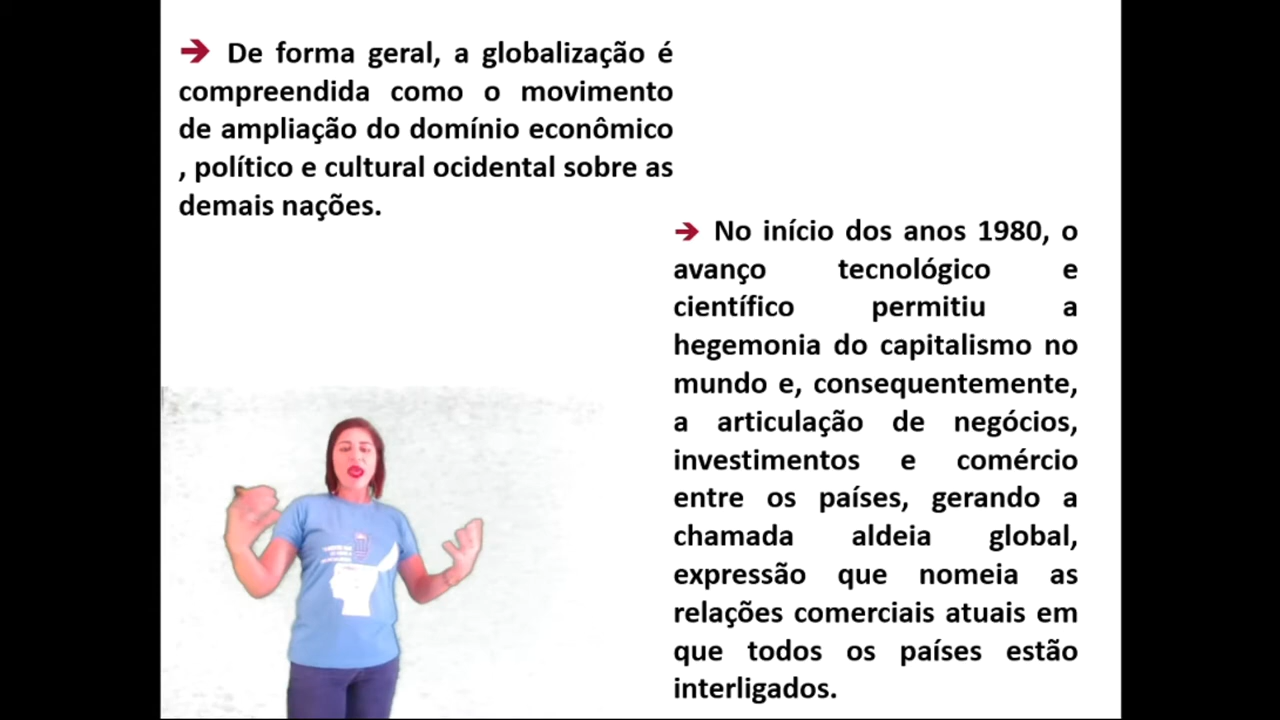 ➔ De forma geral, a globalização é
compreendida como o movimento
de ampliação do domínio econômico
, político e cultural ocidental sobre as
demais nações.
➔ No início dos anos 1980, o
avanço tecnológico e
científico permitiu a
hegemonia do capitalismo no
mundo e, consequentemente,
a articulação de negócios,
investimentos e comércio
entre os países, gerando a
chamada aldeia global,
expressão que nomeia as
relações comerciais atuais em
que todos os países estão
interligados.